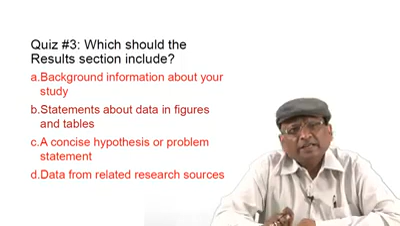 Quiz #3: Which should the
Results section include?
a.Background information about your
study
b.Statements about data in figures
and tables
c.A concise hypothesis or problem
statement
d.Data from related research sources